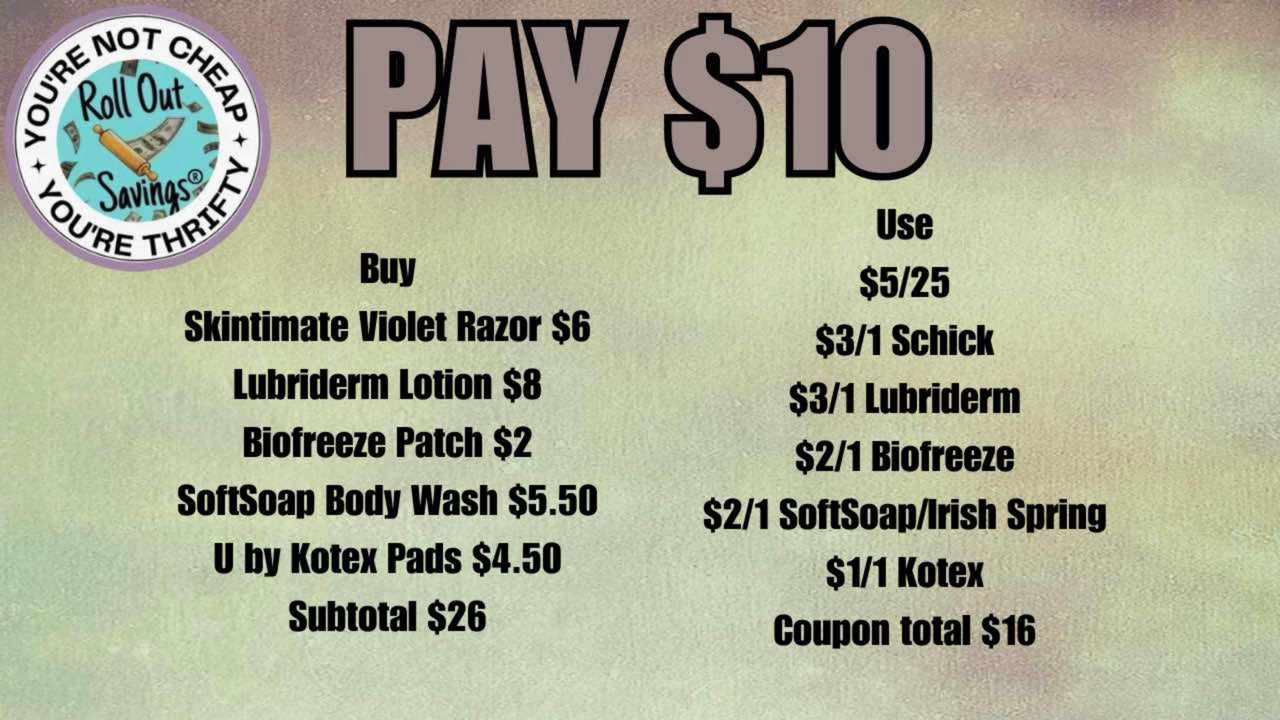 YOU'RE NOT CHEAP
Roll Out
Savings®
YOU'RE THRIFTY
PAY $10
Buy
Skintimate Violet Razor $6
Lubriderm Lotion $8
Biofreeze Patch $2
SoftSoap Body Wash $5.50
U by Kotex Pads $4.50
Subtotal $26
Use
$5/25
$3/1 Schick
$3/1 Lubriderm
$2/1 Biofreeze
$2/1 SoftSoap/Irish Spring
$1/1 Kotex
Coupon total $16